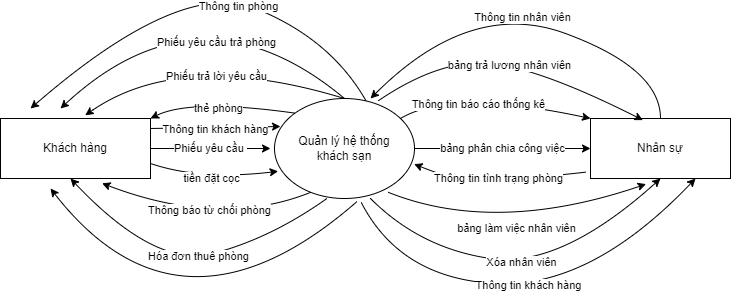 Thông tin phòng
Thông tin nhân viên
Phiếu yêu cầu trả phòng
bảng trả lương nhân viên
Phiếu trả lời yêu cầu
thẻ phòng
Thông tin báo cáo thống kê
Thông tin khách hàng
Khách hàng
Phiếu yêu cầu
Quản lý hệ thống
khách sạn
bảng phân chia công việc
Nhân sự
tiền đặt cọc
Thông tin tình trạng phòng
Thông báo từ chối phòng
bảng làm việc nhân viên
Hóa đơn thuê phòng
Xóa nhân viên
Thông tin khách hàng